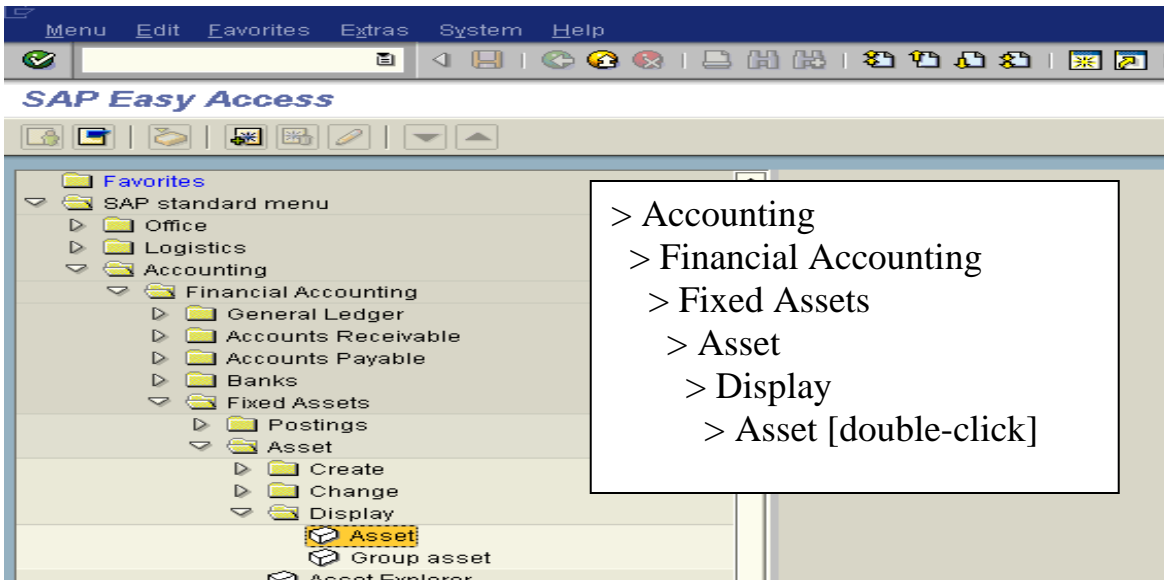 Menu Edit Favorites Extras System Help
SAP Easy Access
Favorites
SAP standard menu
Office
Logistics
Accounting
Financial Accounting
General Ledger
Accounts Receivable
Accounts Payable
Banks
Fixed Assets
Postings
Asset
Create
Change
Display
Asset
Group asset
Asset Explorer
> Accounting
> Financial Accounting
> Fixed Assets
> Asset
> Display
> Asset [double-click]